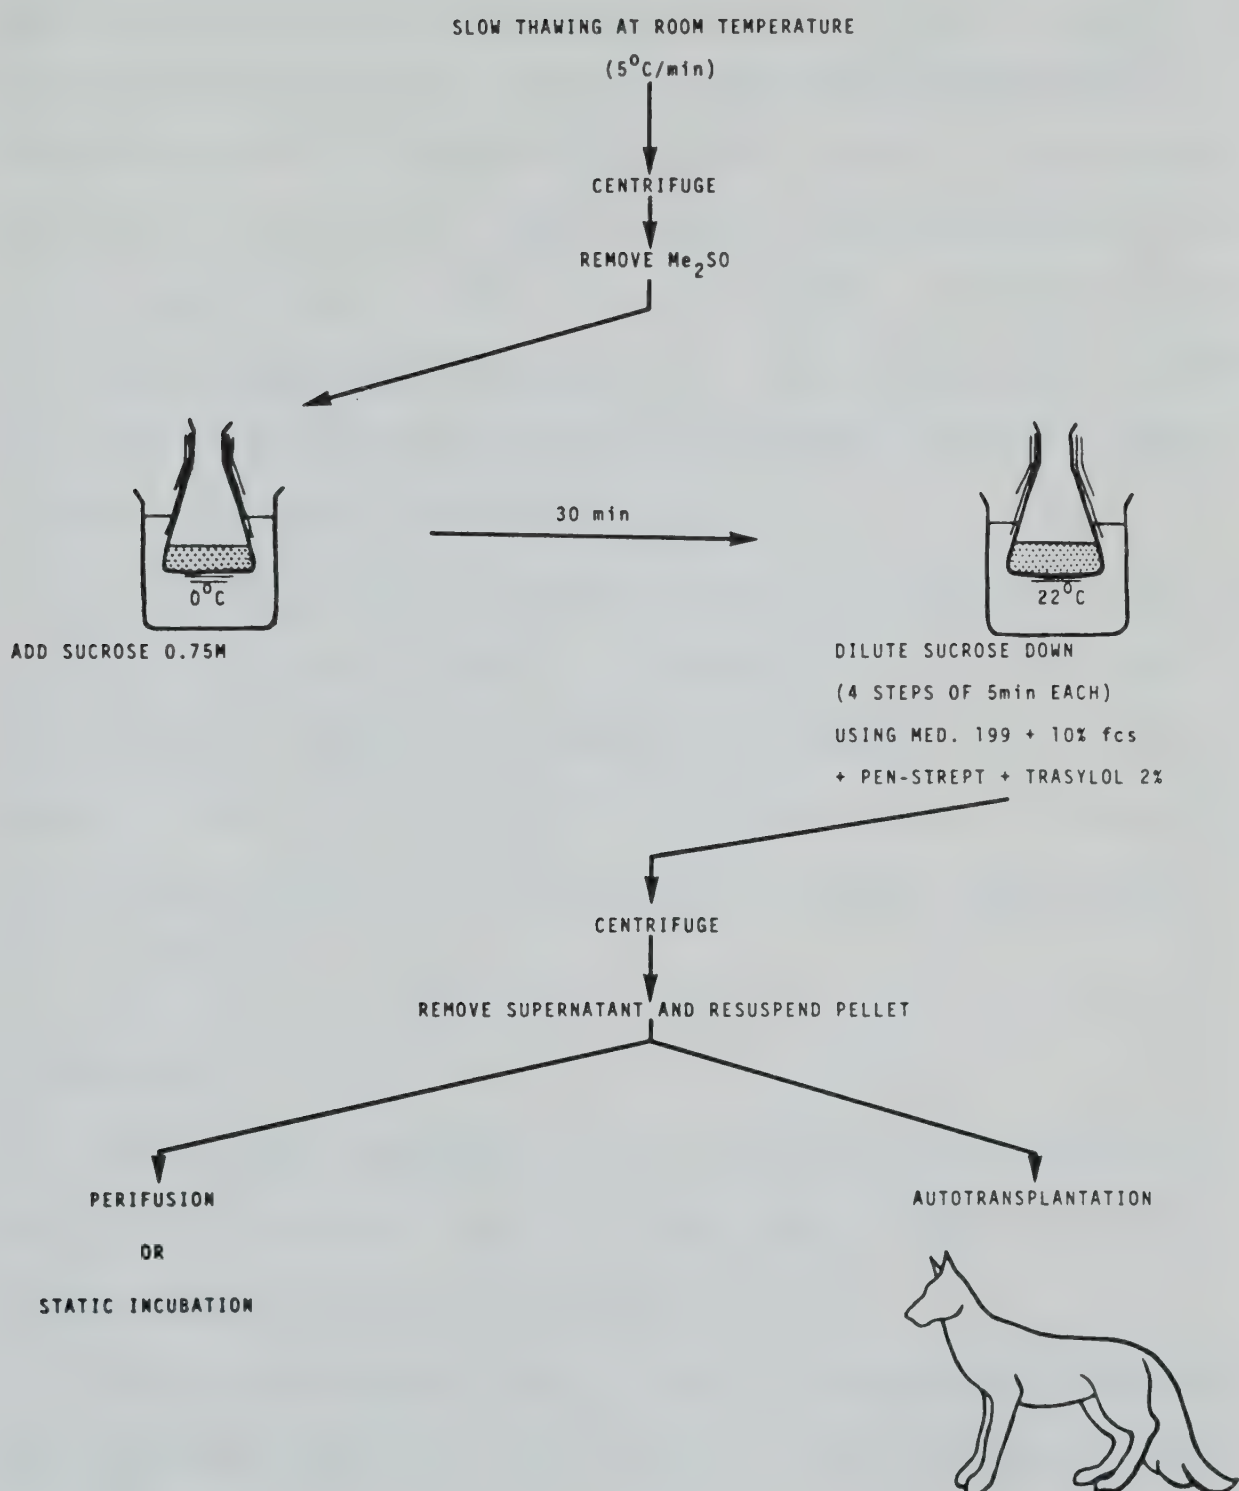 SLOW THAWING AT ROOM TEMPERATURE
(5°C/min)
CENTRIFUGE
REMOVE Me₂SO
30 min
0°C
22°C
ADD SUCROSE 0.75M
DILUTE SUCROSE DOWN
(4 STEPS OF 5min EACH)
USING MED. 199 + 10% fcs
+ PEN-STREPT + TRASYLOL 2%
CENTRIFUGE
REMOVE SUPERNATANT AND RESUSPEND PELLET
PERIFUSION
OR
STATIC INCUBATION
AUTOTRANSPLANTATION